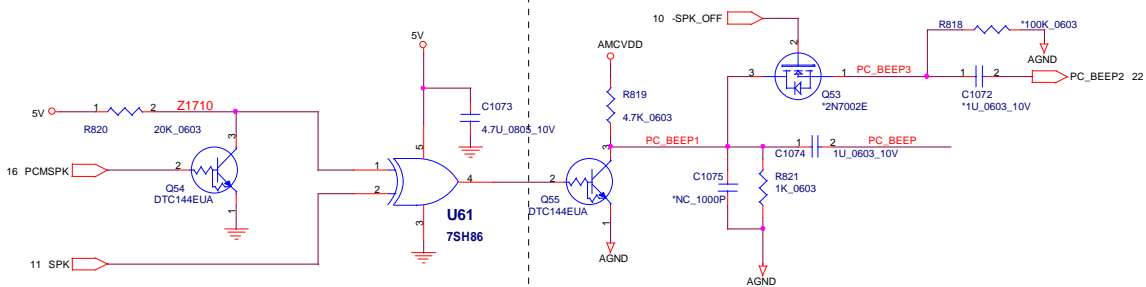 10 -SPK_OFF
R818
*100K_0603
5V
AMCVDD
2
AGND
3
1
PC_BEEP3
1
2
PC_BEEP2 22
Q53
*2N7002E
C1072
*1U_0603_10V
5V
1
2
Z1710
R820
20K_0603
C1073
4.7U_0805_10V
R819
4.7K_0603
3
5
3
PC_BEEP1
C1074
1
2
PC_BEEP
1U_0603_10V
16 PCMSPK
2
1
4
2
Q54
DTC144EUA
2
Q55
DTC144EUA
C1075
*NC_1000P
R821
1K_0603
1
3
U61
7SH86
1
AGND
11 SPK
AGND